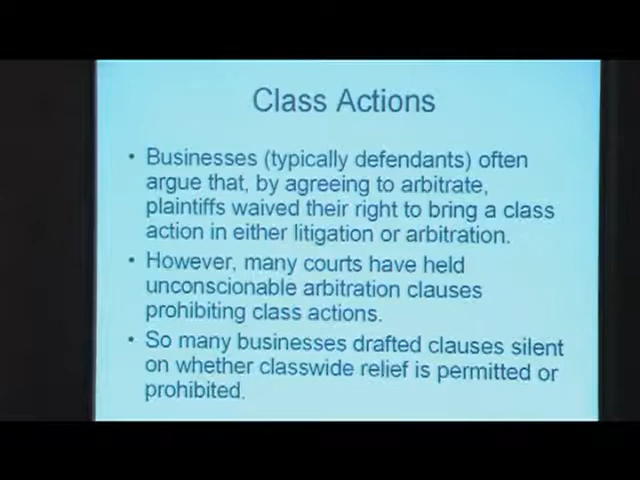 Class Actions
• Businesses (typically defendants) often
argue that, by agreeing to arbitrate,
plaintiffs waived their right to bring a class
action in either litigation or arbitration.
• However, many courts have held
unconscionable arbitration clauses
prohibiting class actions.
• So many businesses drafted clauses silent
on whether classwide relief is permitted or
prohibited.